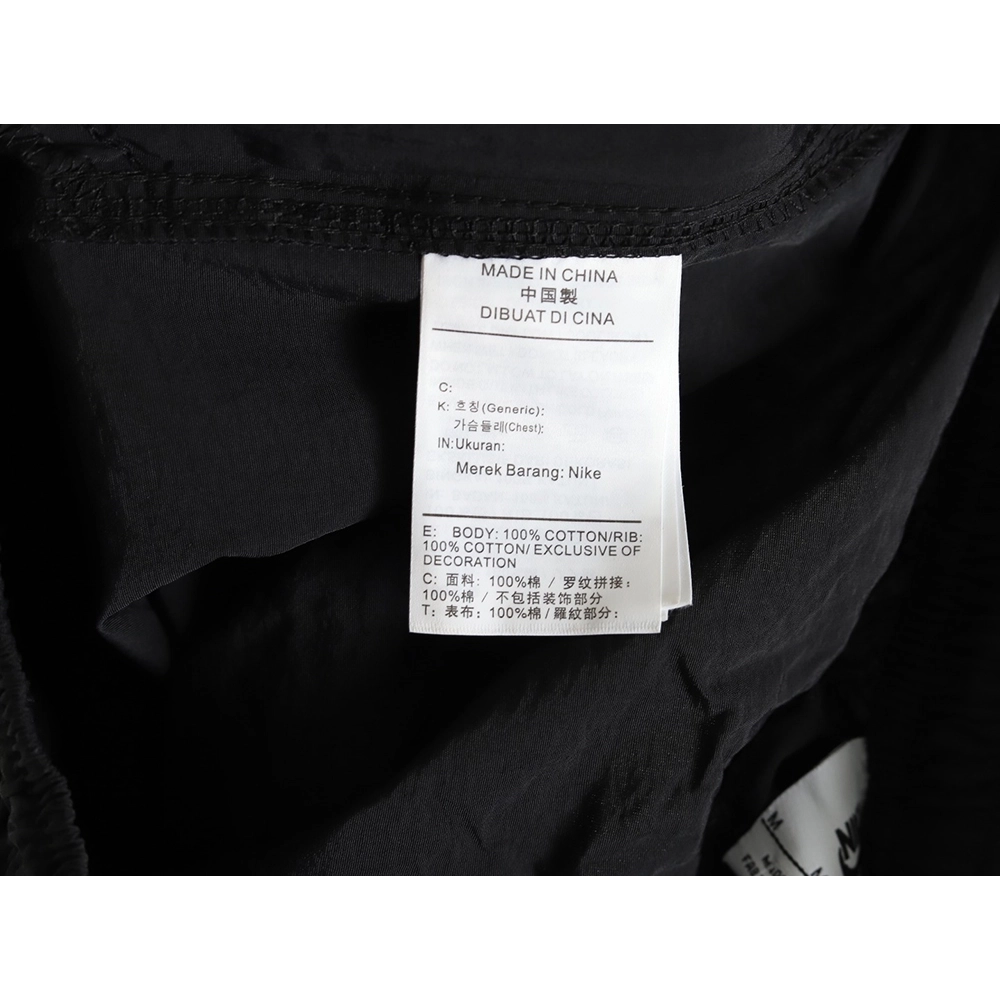 MADE IN CHINA
中国製
DIBUAT DI CINA
C:
K: 흐칭(Generic):
가슴들레(Chest):
IN:Ukuran:
Merek Barang: Nike
E: BODY: 100% COTTON/RIB:
100% COTTON/ EXCLUSIVE OF
DECORATION
C: 面料: 100%棉 / 罗纹拼接:
100%棉 / 不包括装饰部分
T: 表布: 100%棉/羅紋部分:
M